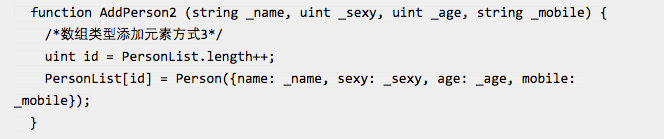 function AddPerson2 (string _name, uint _sexy, uint _age, string _mobile) {
/*数组类型添加元素方式3*/
uint id = PersonList.length++;
PersonList[id] = Person({name: _name, sexy: _sexy, age: _age, mobile:
_mobile});
}